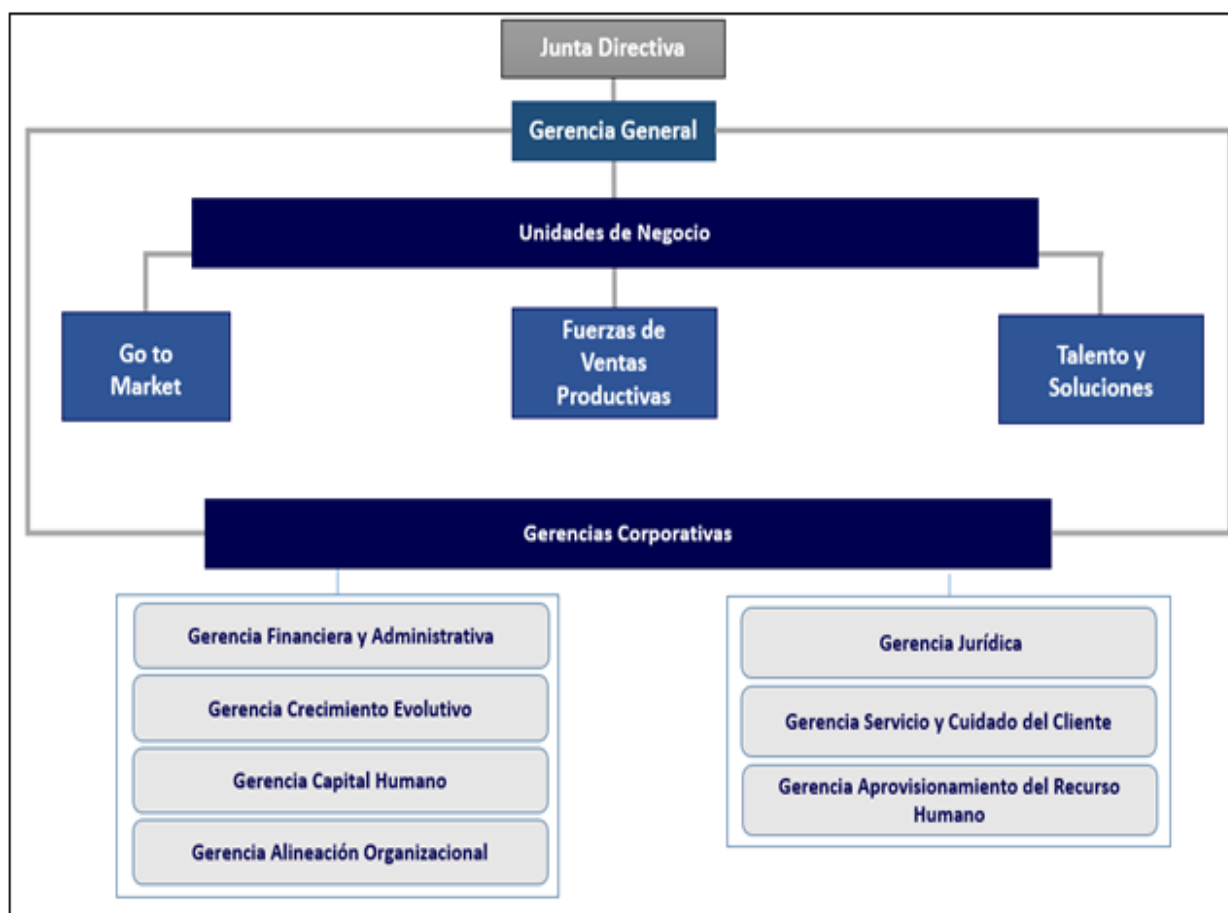 Junta Directiva
Gerencia General
Unidades de Negocio
Go to
Market
Fuerzas de
Ventas
Productivas
Talento y
Soluciones
Gerencias Corporativas
Gerencia Financiera y Administrativa
Gerencia Crecimiento Evolutivo
Gerencia Capital Humano
Gerencia Alineación Organizacional
Gerencia Jurídica
Gerencia Servicio y Cuidado del Cliente
Gerencia Aprovisionamiento del Recurso
Humano